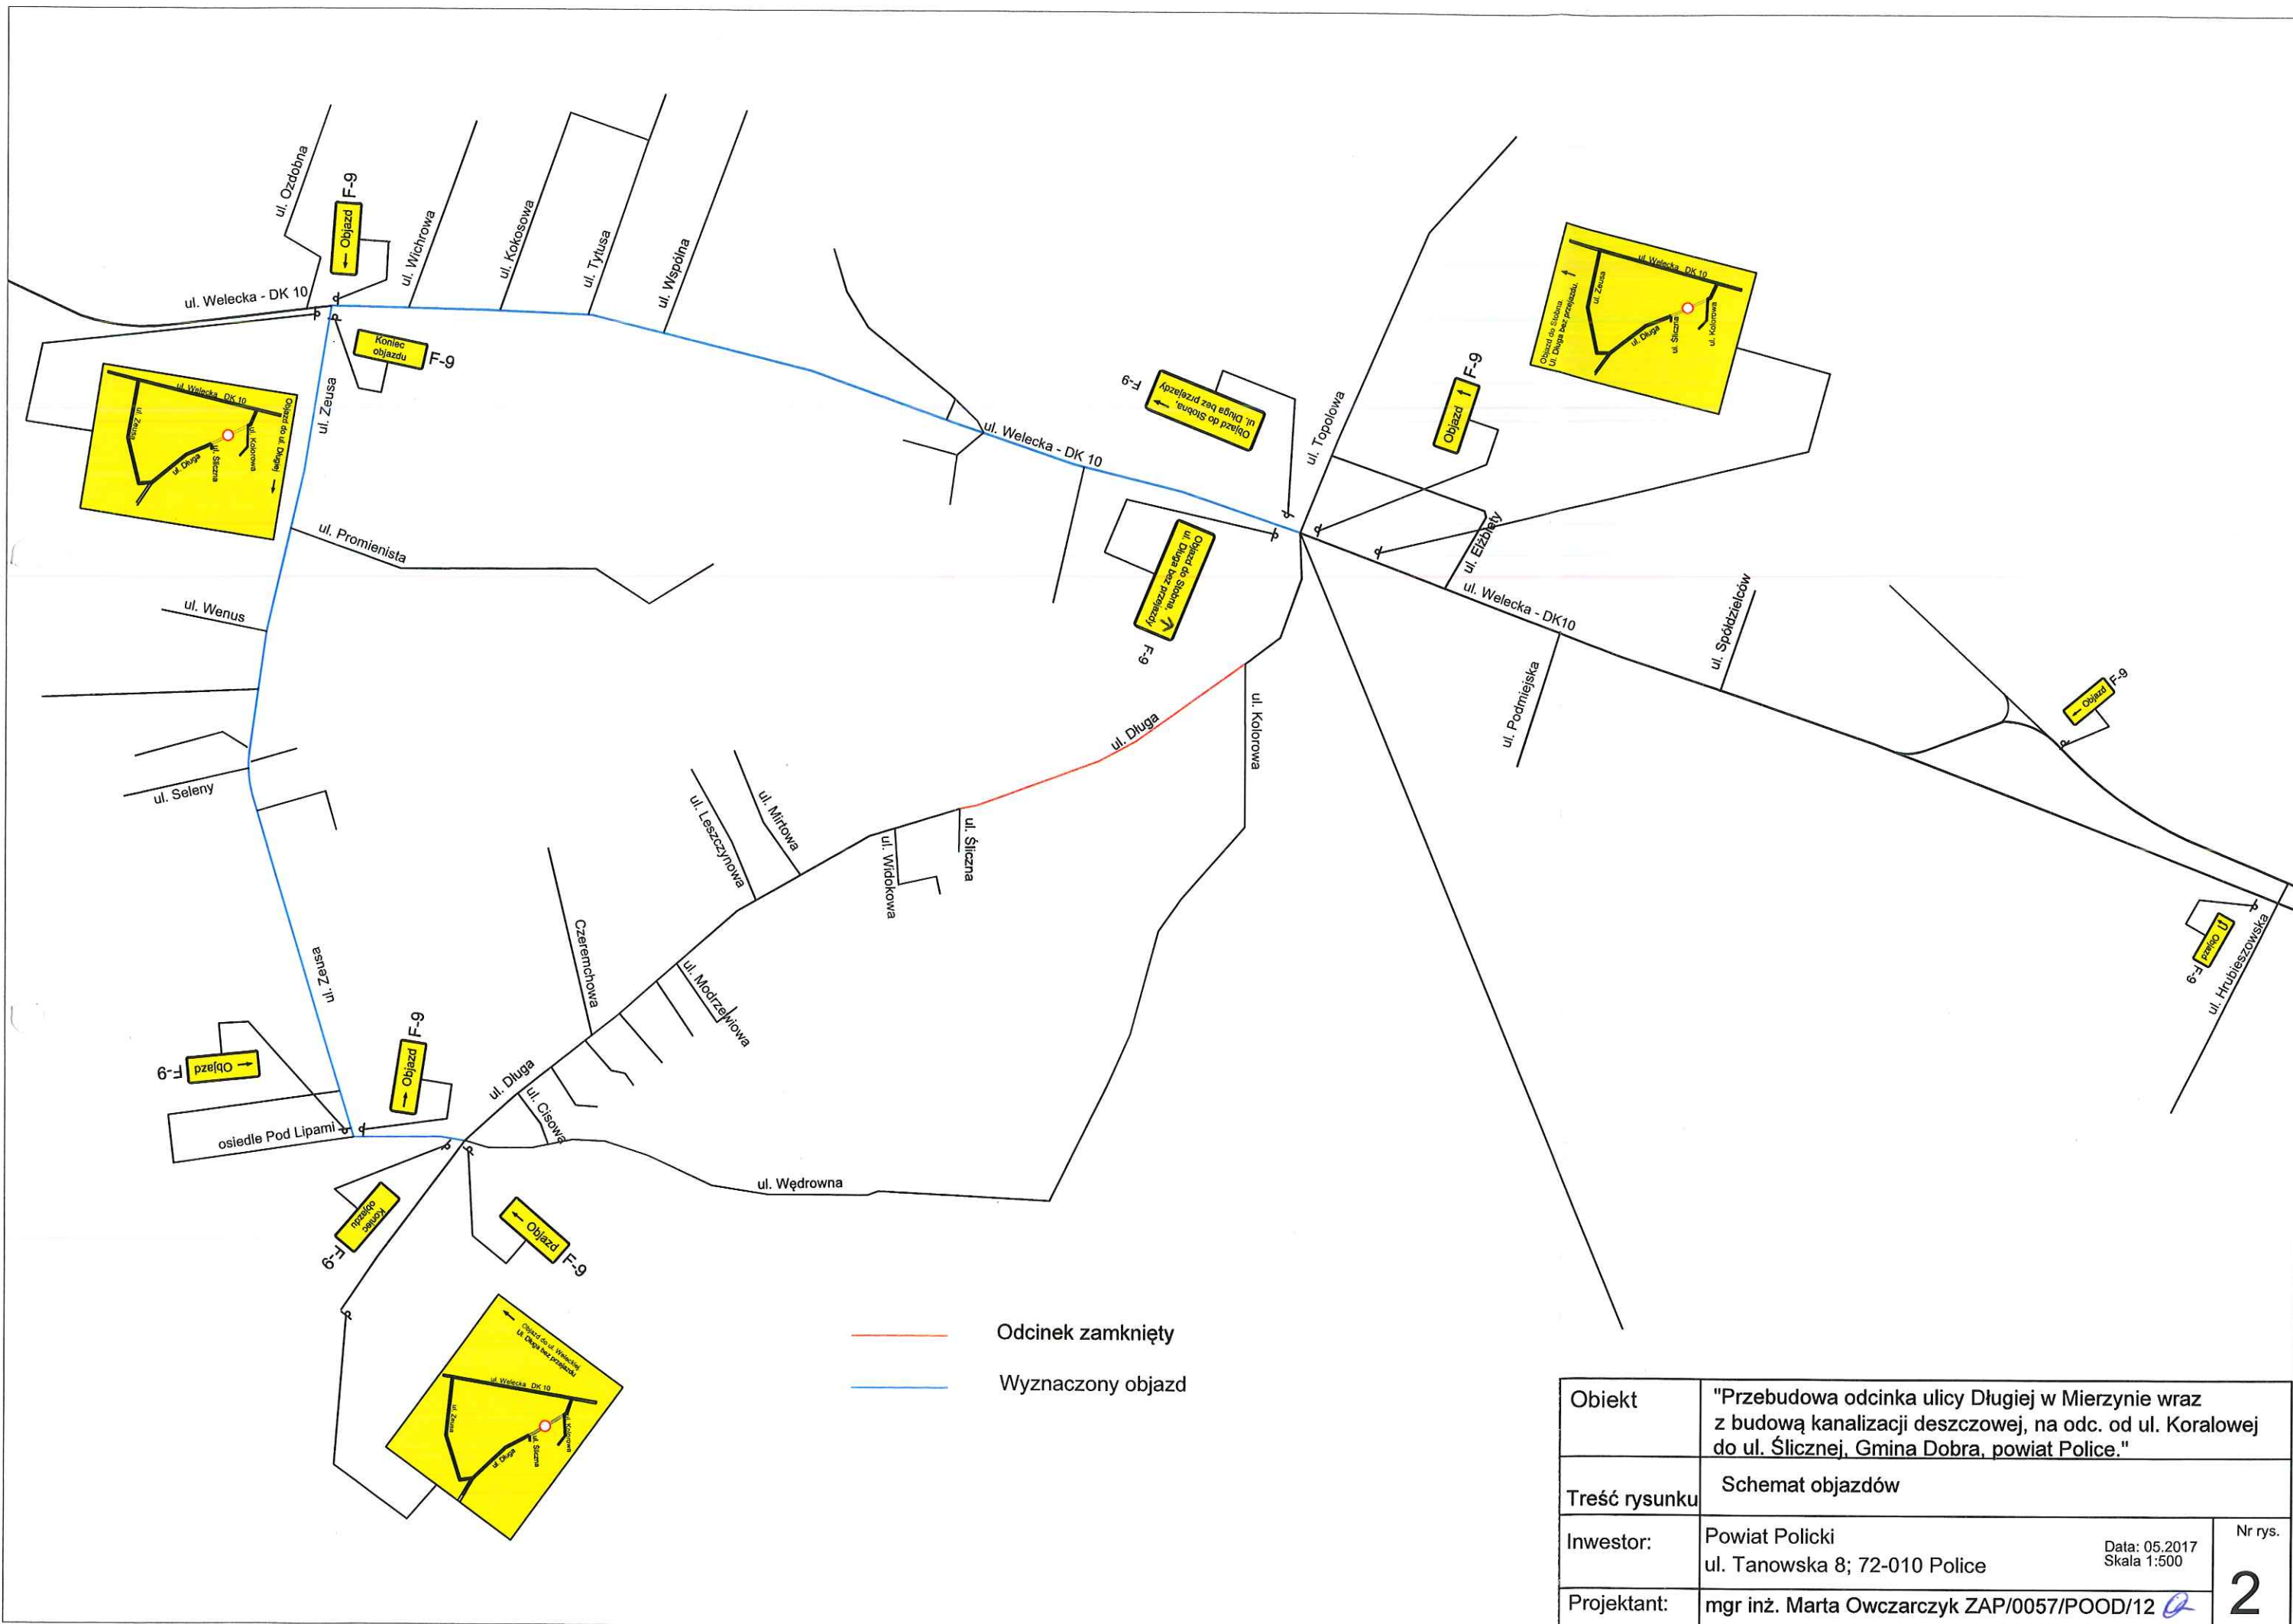 ul. Ozdobna
← Objazd
F-9
ul. Wichrowa
ul. Kokosowa
ul. Tytusa
ul. Wspólna
ul. Welecka - DK 10
Koniec
objazdu
F-9
ul. Zeusa
Objazd do ul. Długiej ←
ul. Welecka DK 10
ul. Zeusa
ul. Kolorowa
ul. Śliczna
ul. Długa
ul. Promienista
ul. Wenus
ul. Seleny
ul. Zeusa
ul. Welecka - DK 10
F-9
Objazd do Stobna,
ul. Długa bez przejazdy
Objazd do Stobna,
ul. Długa bez przejazdy
F-9
ul. Topolowa
Objazd
F-9
Objazd do Stobna.
Ul. Długa bez przejazdu.
ul. Welecka DK 10
ul. Zeusa
ul. Długa
ul. Śliczna
ul. Kolorowa
ul. Elżbiety
ul. Welecka - DK10
ul. Podmiejska
ul. Spółdzielców
← Objazd
F-9
Objazd
F-9
ul. Hrubieszowska
ul. Długa
ul. Kolorowa
ul. Śliczna
ul. Widokowa
ul. Mirtowa
ul. Leszczynowa
Czeremchowa
ul. Modrzewiowa
ul. Długa
ul. Cisowa
ul. Wędrowna
Objazd
F-9
Objazd
F-9
osiedle Pod Lipami
Koniec
objazdu
F-9
← Objazd
F-9
Objazd do ul. Weleckiej.
Ul. Długa bez przejazdu
ul. Welecka DK 10
ul. Zeusa
ul. Kolorowa
ul. Śliczna
ul. Długa
Odcinek zamknięty
Wyznaczony objazd
Obiekt
"Przebudowa odcinka ulicy Długiej w Mierzynie wraz
z budową kanalizacji deszczowej, na odc. od ul. Koralowej
do ul. Ślicznej, Gmina Dobra, powiat Police."
Treść rysunku
Schemat objazdów
Inwestor:
Powiat Policki
ul. Tanowska 8; 72-010 Police
Data: 05.2017
Skala 1:500
Nr rys.
2
Projektant:
mgr inż. Marta Owczarczyk ZAP/0057/POOD/12